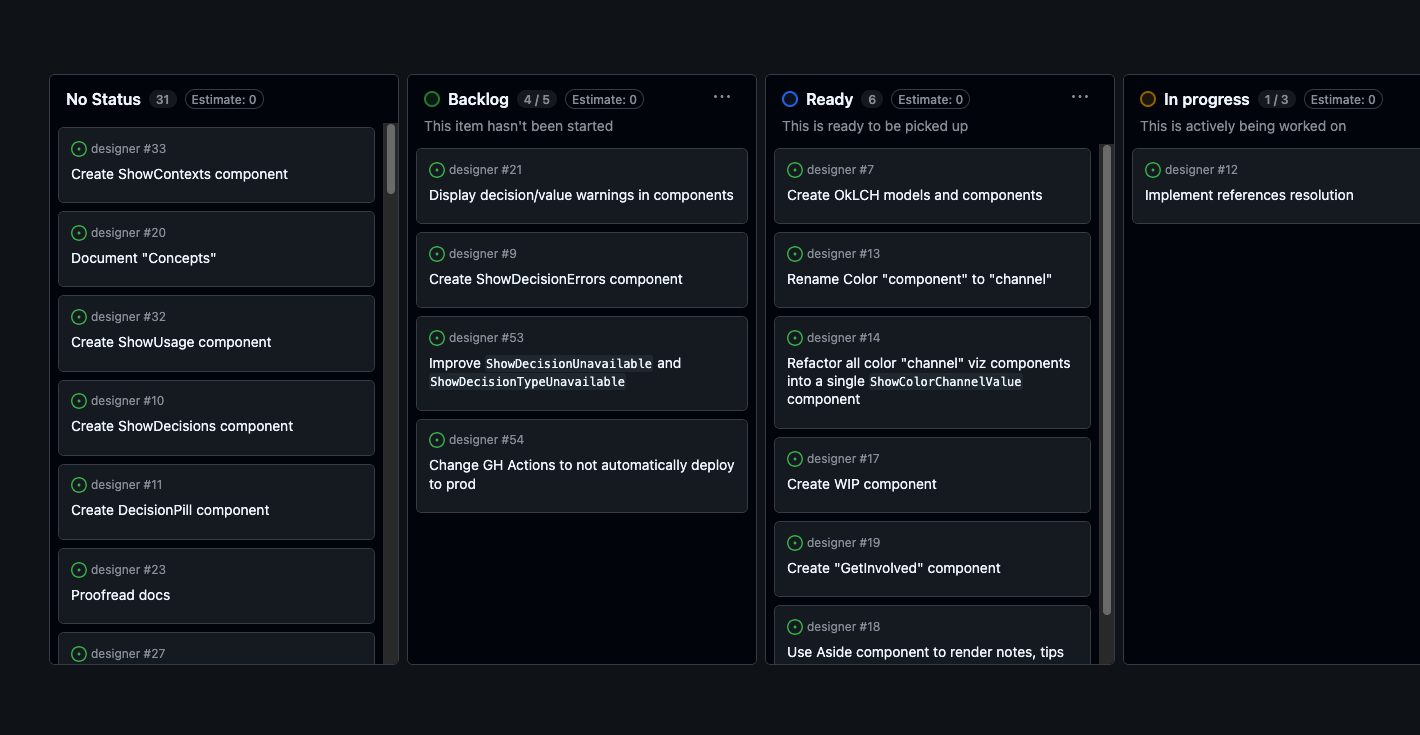 No Status 31 Estimate: 0
designer #33
Create ShowContexts component
designer #20
Document "Concepts"
designer #32
Create ShowUsage component
designer #10
Create ShowDecisions component
designer #11
Create DecisionPill component
designer #23
Proofread docs
designer #27
Backlog 4 / 5 Estimate: 0
This item hasn't been started
designer #21
Display decision/value warnings in components
designer #9
Create ShowDecisionErrors component
designer #53
Improve ShowDecisionUnavailable and
ShowDecisionTypeUnavailable
designer #54
Change GH Actions to not automatically deploy
to prod
Ready 6 Estimate: 0
This is ready to be picked up
designer #7
Create OkLCH models and components
designer #13
Rename Color "component" to "channel"
designer #14
Refactor all color "channel" viz components
into a single ShowColorChannelValue
component
designer #17
Create WIP component
designer #19
Create "GetInvolved" component
designer #18
Use Aside component to render notes, tips
In progress 1 / 3 Estimate: 0
This is actively being worked on
designer #12
Implement references resolution